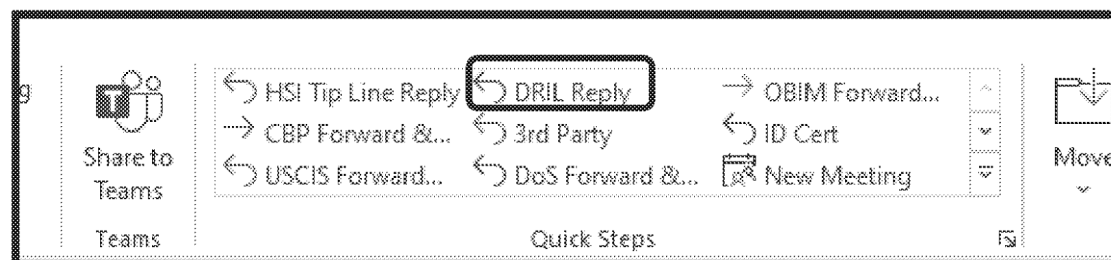 g
Share to
Teams
Teams
HSI Tip Line Reply
DRIL Reply
OBIM Forward...
CBP Forward &...
3rd Party
ID Cert
USCIS Forward...
DoS Forward &...
New Meeting
Quick Steps
Move